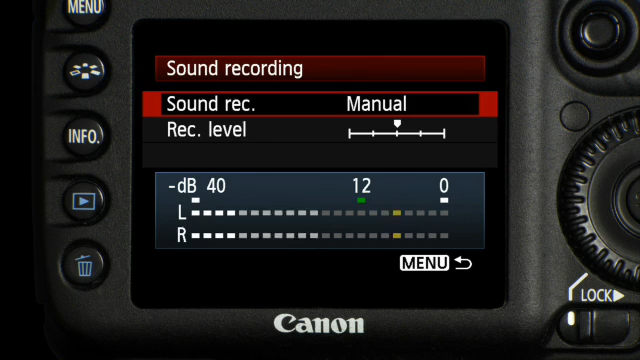 MENU
Sound recording
Sound rec. Manual
INFO.
Rec. level
-dB 40 12 0
L
R
MENU
LOCK
Canon